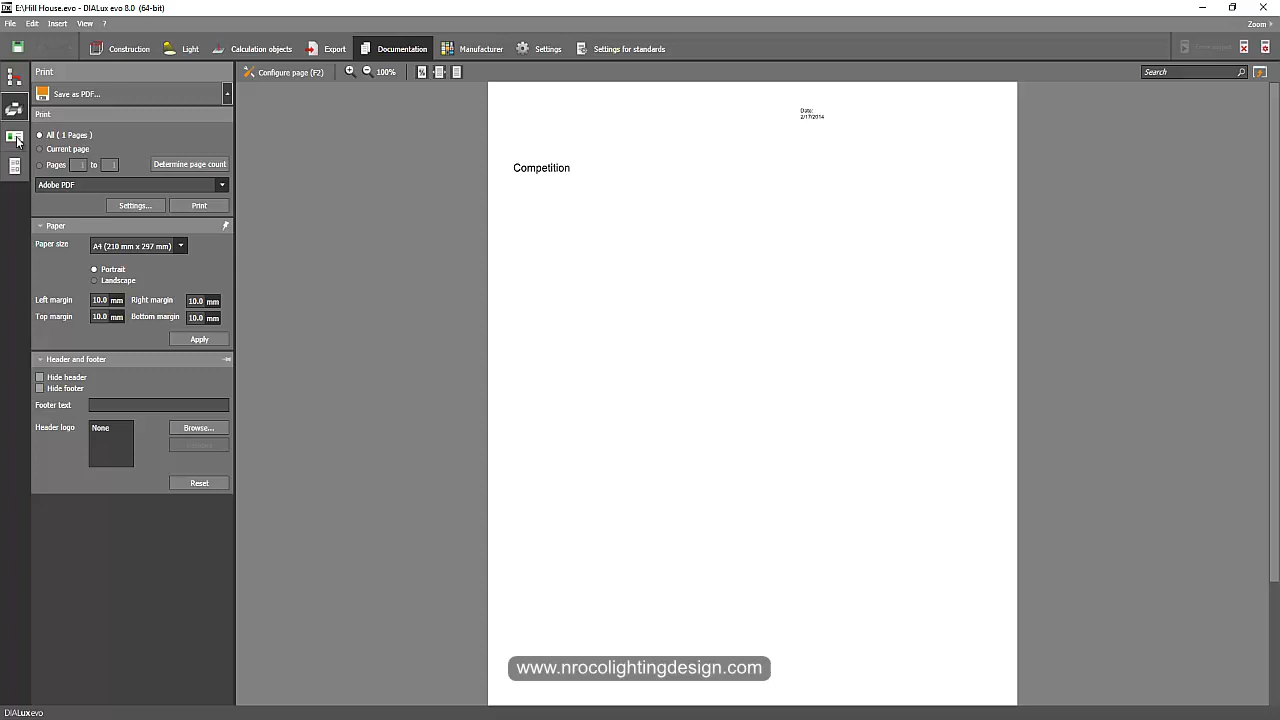 E:\Hill House.evo - DIALux evo 8.0 (64-bit)
File Edit Insert View ?
Zoom
Construction Light Calculation objects Export Documentation Manufacturer Settings Settings for standards
Print
Configure page (F2) 100% Search
Save as PDF...
Print
All ( 1 Pages )
Current page
Pages 1 to 1 Determine page count
Adobe PDF
Settings... Print
Paper
Paper size A4 (210 mm x 297 mm)
Portrait
Landscape
Left margin 10.0 mm Right margin 10.0 mm
Top margin 10.0 mm Bottom margin 10.0 mm
Apply
Header and footer
Hide header
Hide footer
Footer text
Header logo None Browse...
Reset
Date:
2/17/2014
Competition
www.nrocolightingdesign.com
DIALux evo